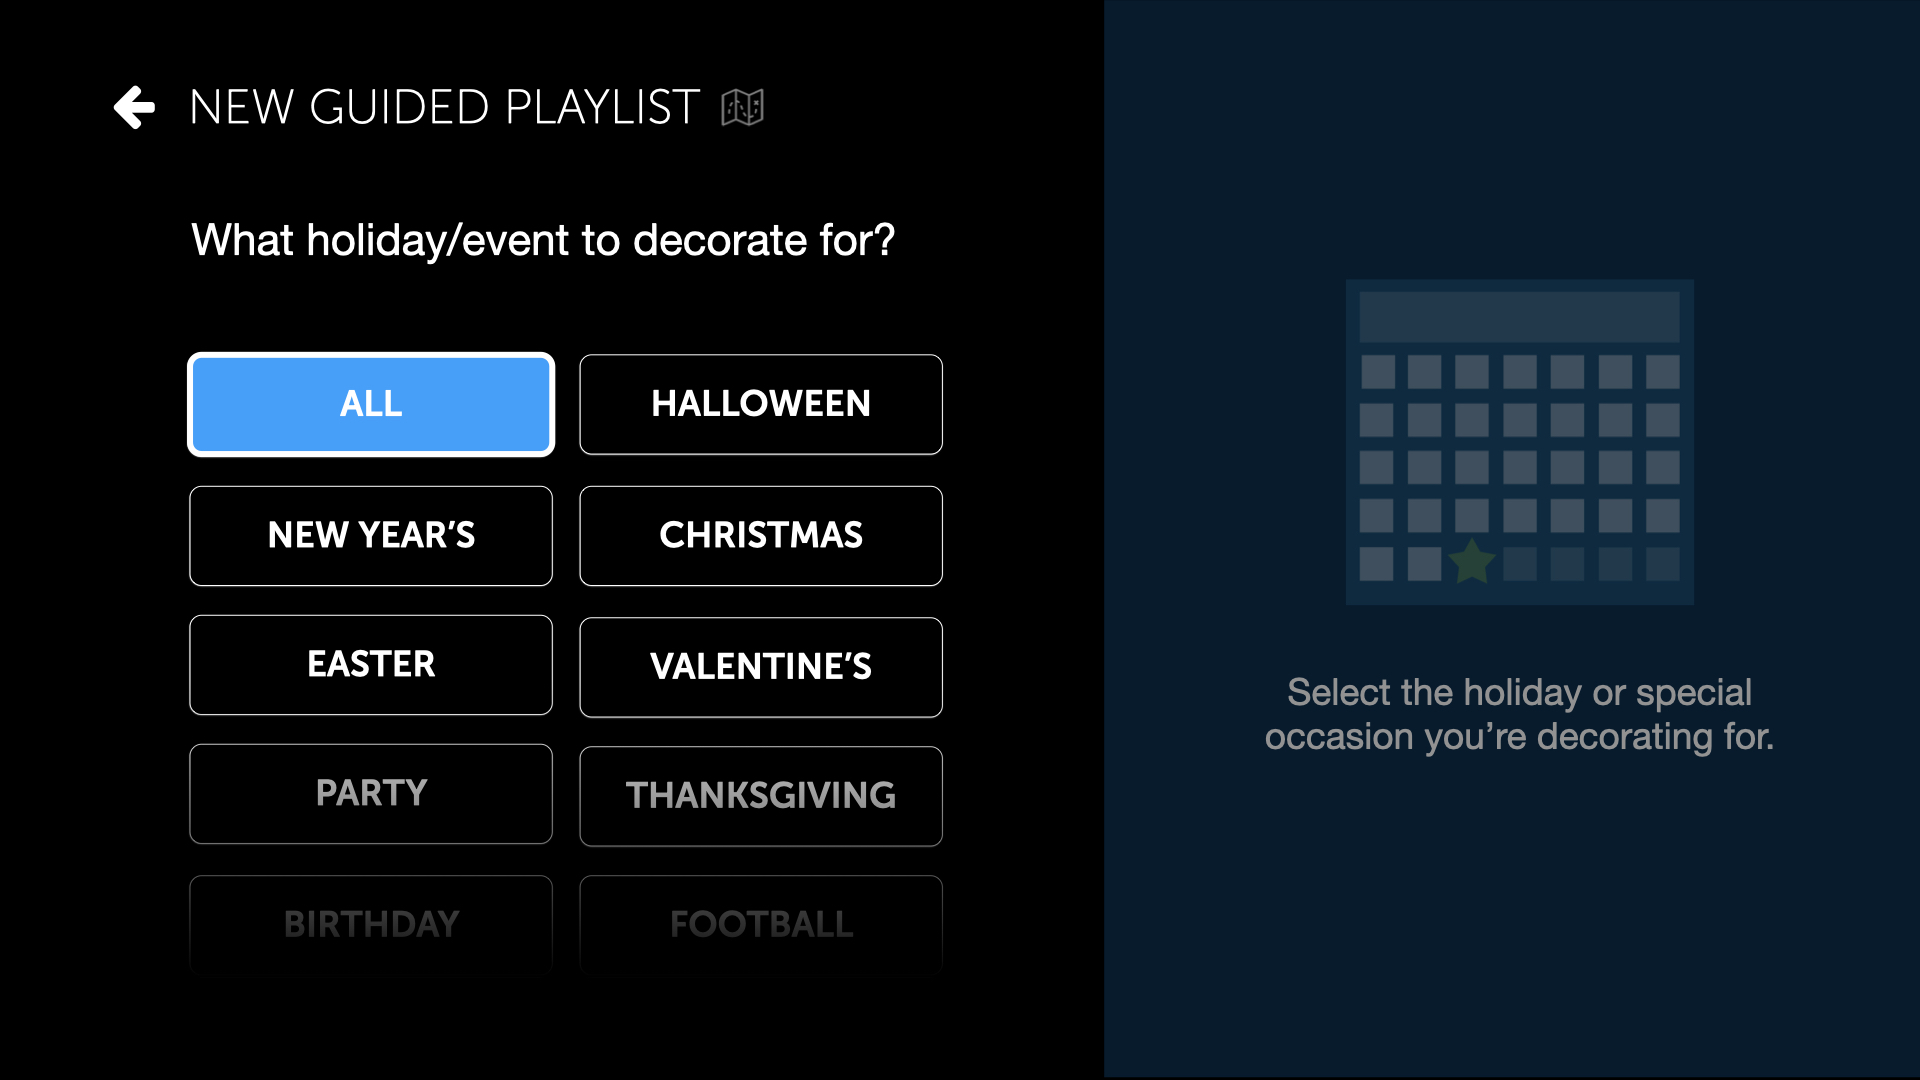 NEW GUIDED PLAYLIST
What holiday/event to decorate for?
ALL
HALLOWEEN
NEW YEAR’S
CHRISTMAS
EASTER
VALENTINE’S
PARTY
THANKSGIVING
BIRTHDAY
FOOTBALL
Select the holiday or special
occasion you’re decorating for.